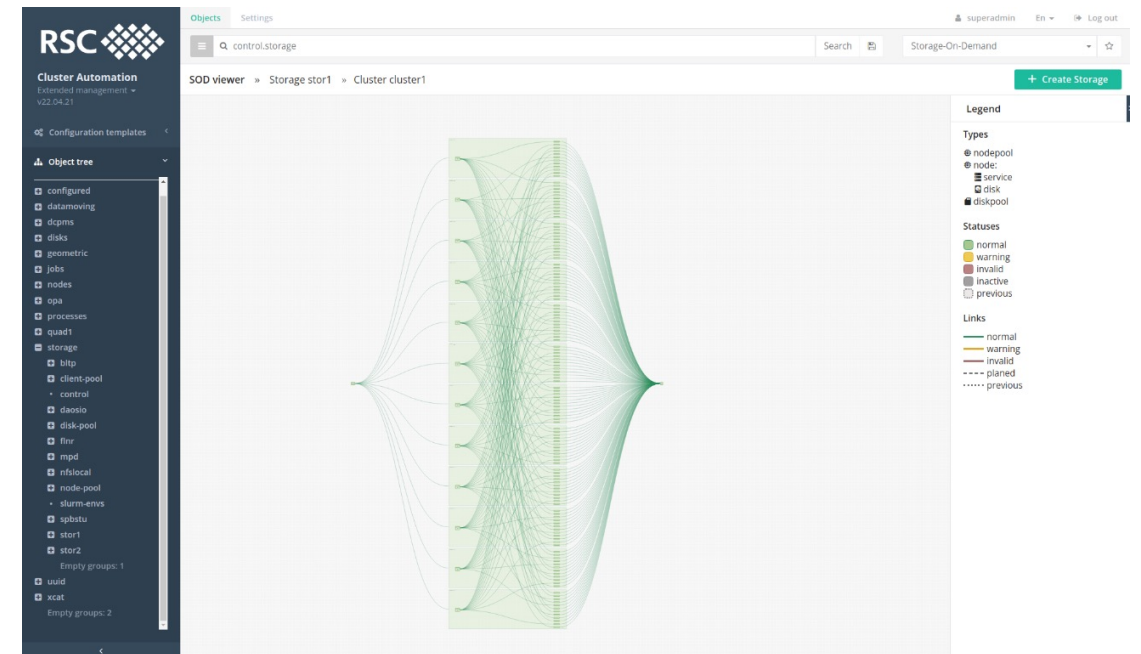 Objects Settings
superadmin En Log out
RSC
control.storage Search Storage-On-Demand
Cluster Automation
Extended management
v22.04.21
SOD viewer » Storage stor1 » Cluster cluster1
+ Create Storage
Configuration templates
Object tree
configured
datamoving
dcpms
disks
geometric
jobs
nodes
opa
processes
quad1
storage
bltp
client-pool
control
daosio
disk-pool
flnr
mpd
nfslocal
node-pool
slurm-envs
spbstu
stor1
stor2
Empty groups: 1
uuid
xcat
Empty groups: 2
Legend
Types
nodepool
node:
service
disk
diskpool
Statuses
normal
warning
invalid
inactive
previous
Links
normal
warning
invalid
planed
previous